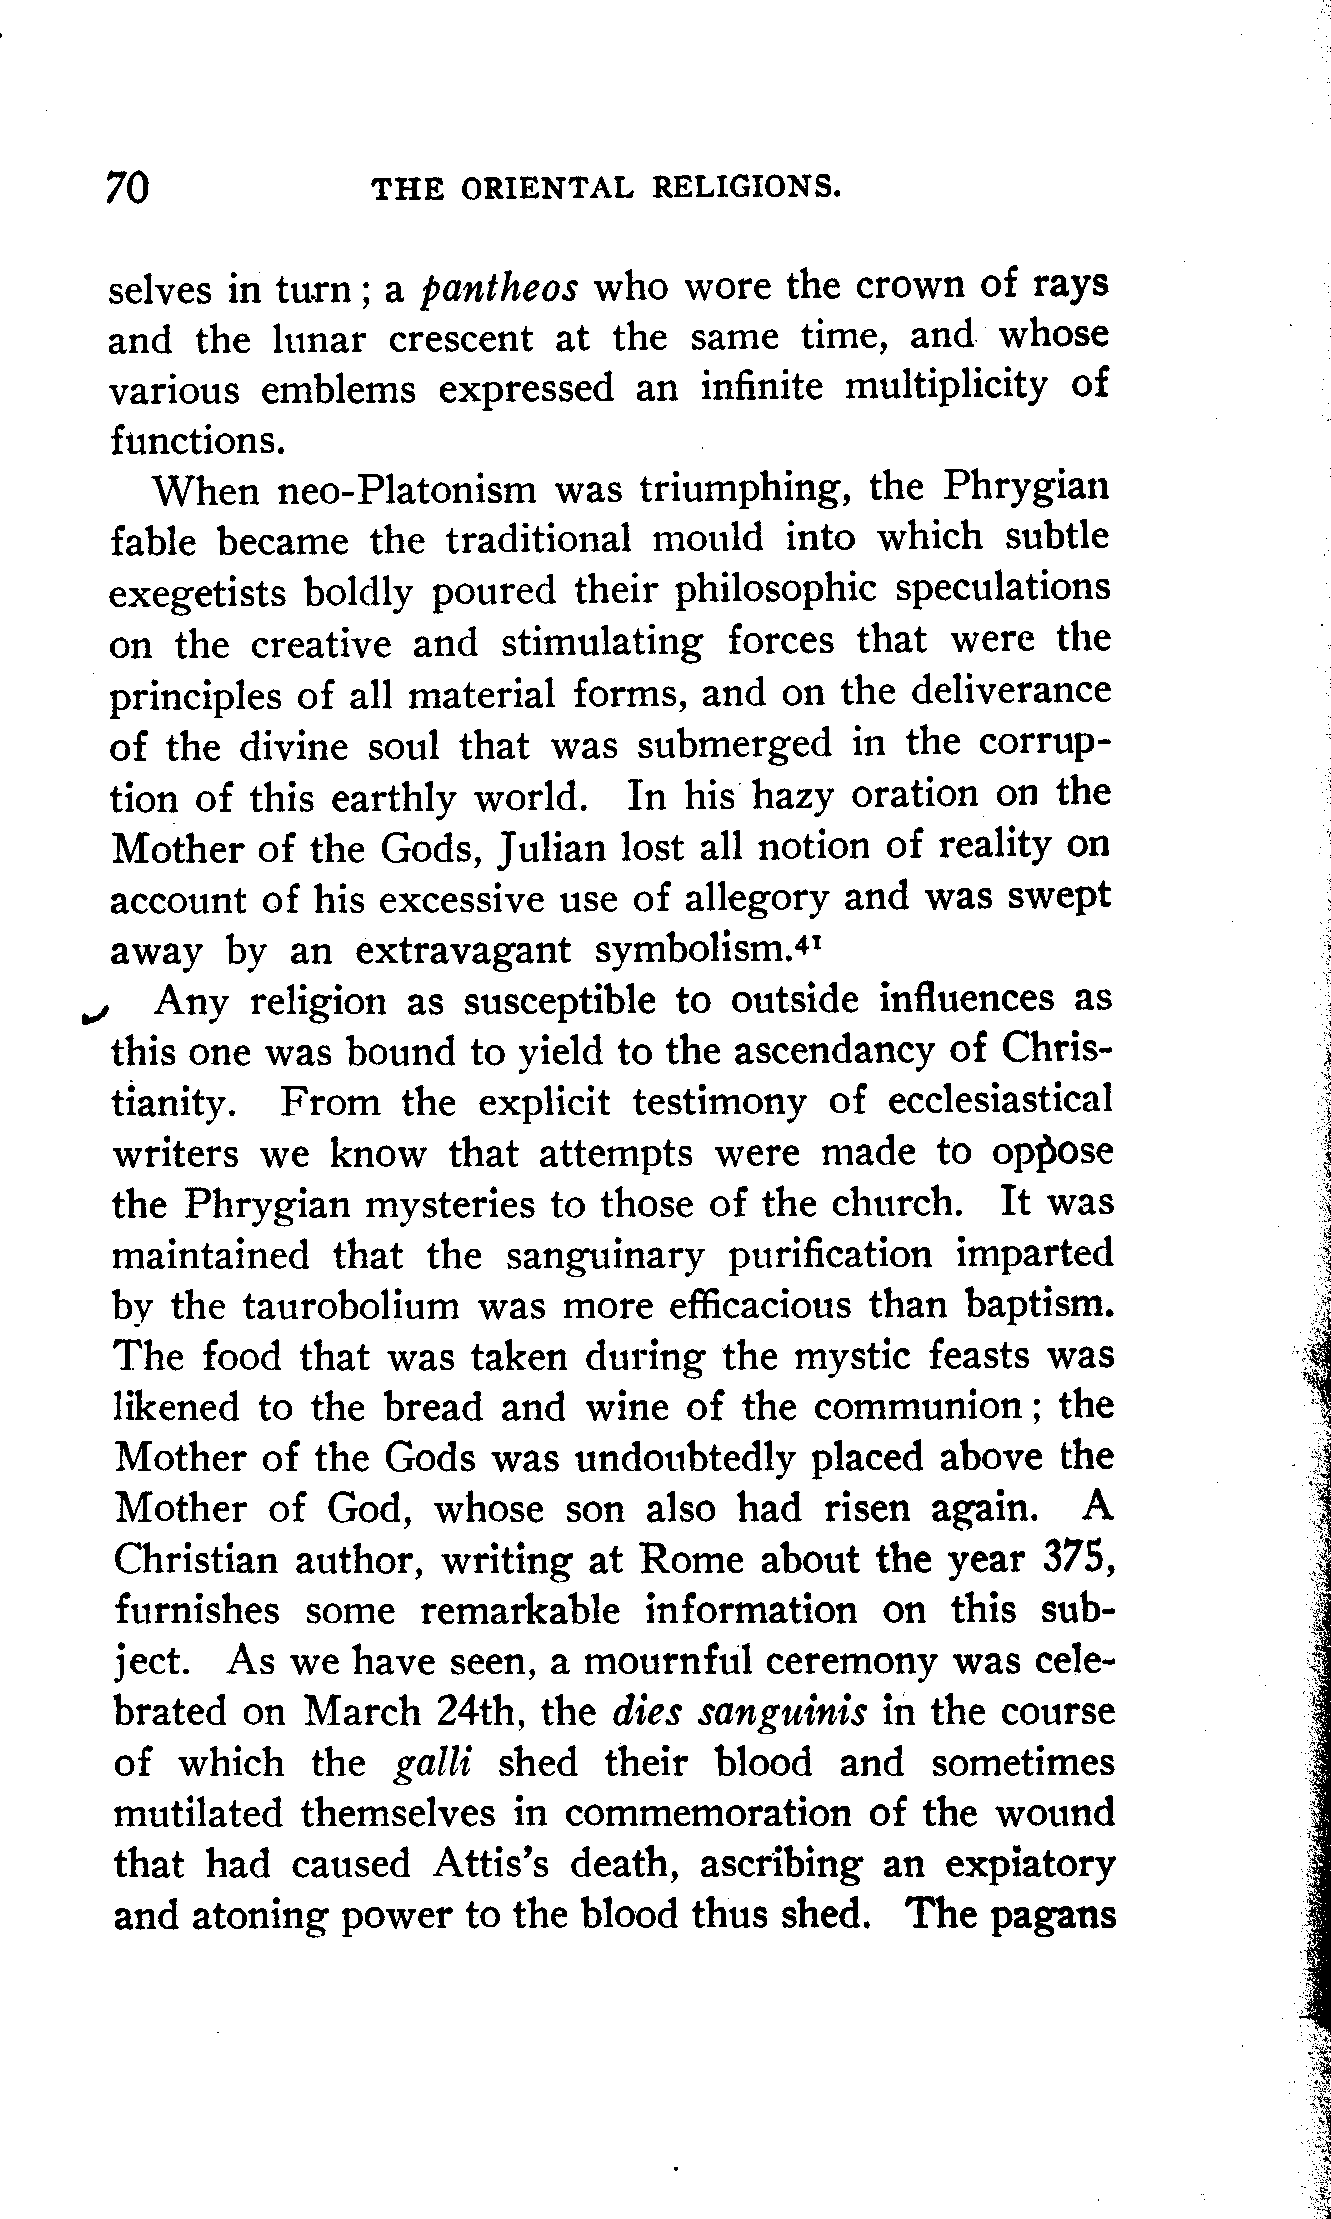 70 THE ORIENTAL RELIGIONS.
selves in turn; a pantheos who wore the crown of rays
and the lunar crescent at the same time, and whose
various emblems expressed an infinite multiplicity of
functions.
When neo-Platonism was triumphing, the Phrygian
fable became the traditional mould into which subtle
exegetists boldly poured their philosophic speculations
on the creative and stimulating forces that were the
principles of all material forms, and on the deliverance
of the divine soul that was submerged in the corrup-
tion of this earthly world. In his hazy oration on the
Mother of the Gods, Julian lost all notion of reality on
account of his excessive use of allegory and was swept
away by an extravagant symbolism.⁴¹
Any religion as susceptible to outside influences as
this one was bound to yield to the ascendancy of Chris-
tianity. From the explicit testimony of ecclesiastical
writers we know that attempts were made to oppose
the Phrygian mysteries to those of the church. It was
maintained that the sanguinary purification imparted
by the taurobolium was more efficacious than baptism.
The food that was taken during the mystic feasts was
likened to the bread and wine of the communion; the
Mother of the Gods was undoubtedly placed above the
Mother of God, whose son also had risen again. A
Christian author, writing at Rome about the year 375,
furnishes some remarkable information on this sub-
ject. As we have seen, a mournful ceremony was cele-
brated on March 24th, the dies sanguinis in the course
of which the galli shed their blood and sometimes
mutilated themselves in commemoration of the wound
that had caused Attis's death, ascribing an expiatory
and atoning power to the blood thus shed. The pagans